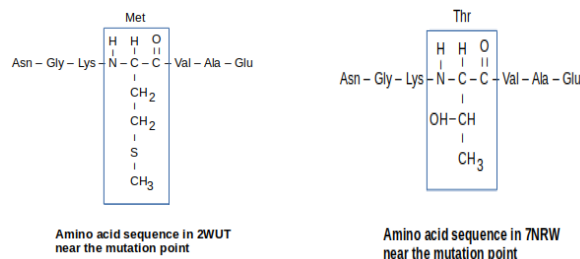 Met
H H O
Asn – Gly – Lys – N – C – C – Val – Ala – Glu
CH2
CH2
S
CH3
Amino acid sequence in 2WUT
near the mutation point
Thr
H H O
Asn – Gly – Lys – N – C – C – Val – Ala – Glu
OH–CH
CH3
Amino acid sequence in 7NRW
near the mutation point